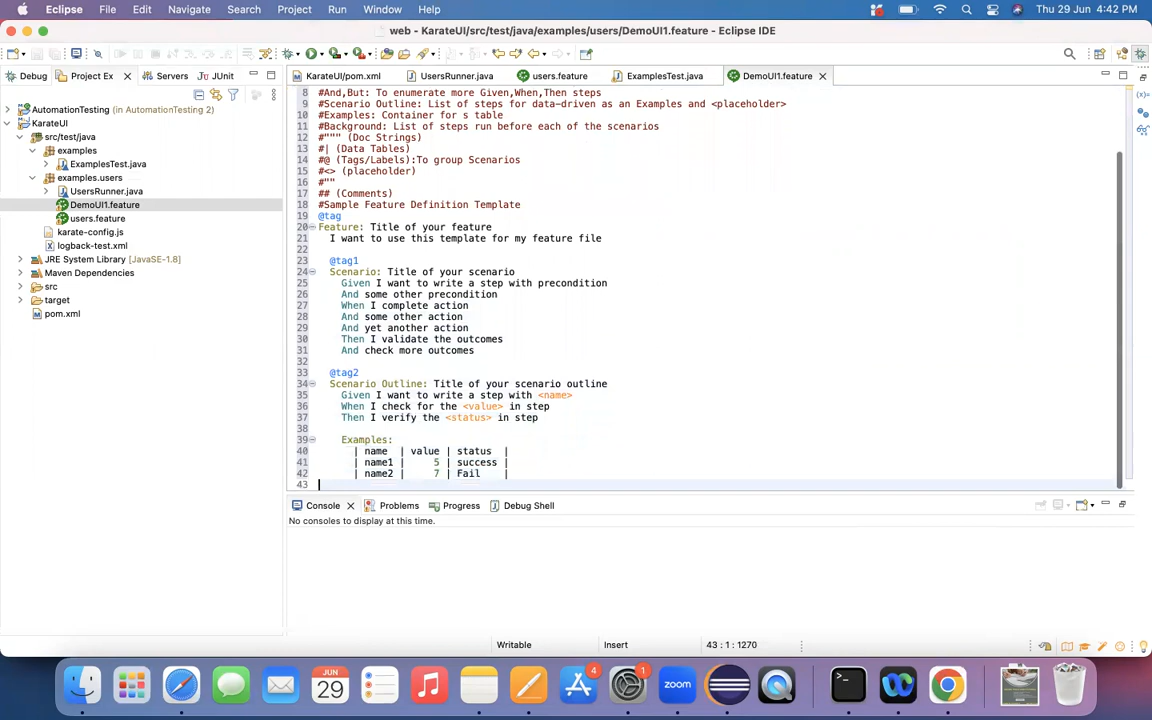 Eclipse File Edit Navigate Search Project Run Window Help Thu 29 Jun 4:42 PM
web - KarateUI/src/test/java/examples/users/DemoUI1.feature - Eclipse IDE
Debug Project Ex Servers JUnit
KarateUI/pom.xml UsersRunner.java users.feature ExamplesTest.java DemoUI1.feature
AutomationTesting (in AutomationTesting 2)
KarateUI
src/test/java
examples
ExamplesTest.java
examples.users
UsersRunner.java
DemoUI1.feature
users.feature
karate-config.js
logback-test.xml
JRE System Library [JavaSE-1.8]
Maven Dependencies
src
target
pom.xml
8 #And,But: To enumerate more Given,When,Then steps
9 #Scenario Outline: List of steps for data-driven as an Examples and <placeholder>
10 #Examples: Container for s table
11 #Background: List of steps run before each of the scenarios
12 #""" (Doc Strings)
13 #| (Data Tables)
14 #@ (Tags/Labels):To group Scenarios
15 #<> (placeholder)
16 #""
17 ## (Comments)
18 #Sample Feature Definition Template
19 @tag
20 Feature: Title of your feature
21 I want to use this template for my feature file
22
23 @tag1
24 Scenario: Title of your scenario
25 Given I want to write a step with precondition
26 And some other precondition
27 When I complete action
28 And some other action
29 And yet another action
30 Then I validate the outcomes
31 And check more outcomes
32
33 @tag2
34 Scenario Outline: Title of your scenario outline
35 Given I want to write a step with <name>
36 When I check for the <value> in step
37 Then I verify the <status> in step
38
39 Examples:
40 | name | value | status |
41 | name1 | 5 | success |
42 | name2 | 7 | Fail |
43
Console Problems Progress Debug Shell
No consoles to display at this time.
Writable Insert 43 : 1 : 1270
4 1
JUN
29 zoom